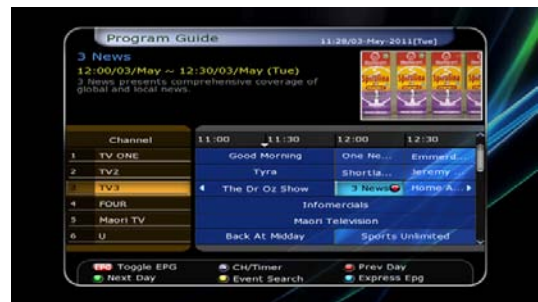 Program Guide 11:28/03-May-2011[Tue]
3 News
12:00/03/May ~ 12:30/03/May (Tue)
3 News presents comprehensive coverage of
global and local news.
Channel 11:00 11:30 12:00 12:30
1 TV ONE Good Morning One Ne... Emmerd...
2 TV2 Tyra Shortla... Jeremy ...
3 TV3 The Dr Oz Show 3 News Home A...
4 FOUR Infomercials
5 Maori TV Maori Television
6 U Back At Midday Sports Unlimited
EPG Toggle EPG CH/Timer Prev Day
Next Day Event Search Express Epg